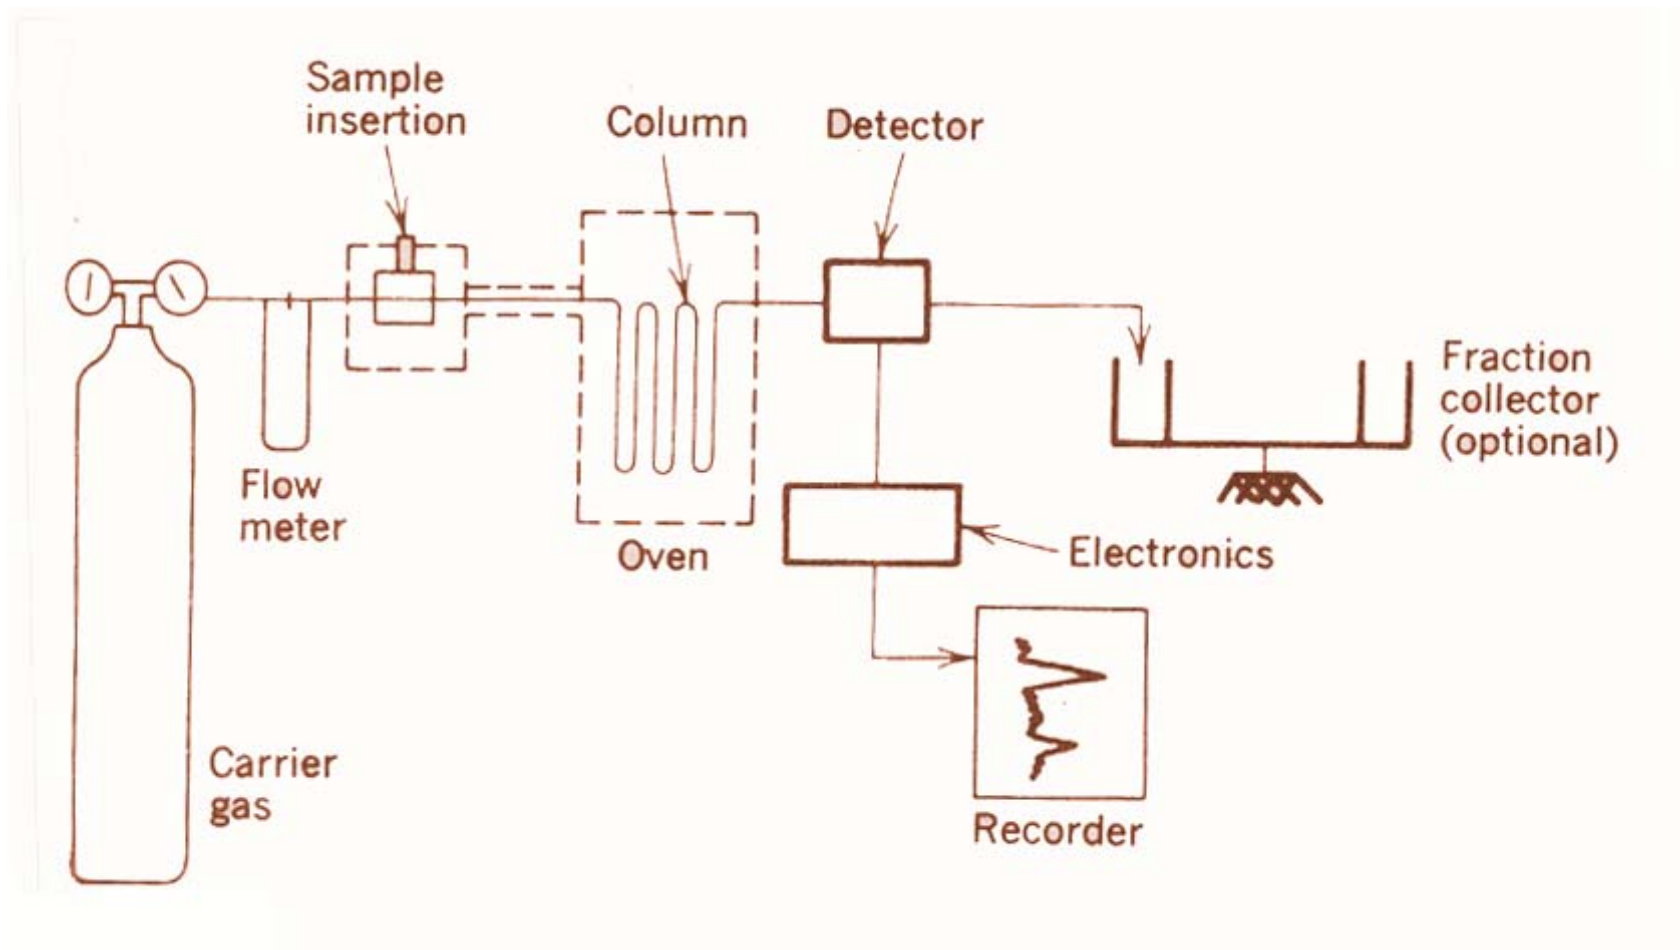 Sample
insertion
Column
Detector
Fraction
collector
(optional)
Flow
meter
Oven
Electronics
Carrier
gas
Recorder